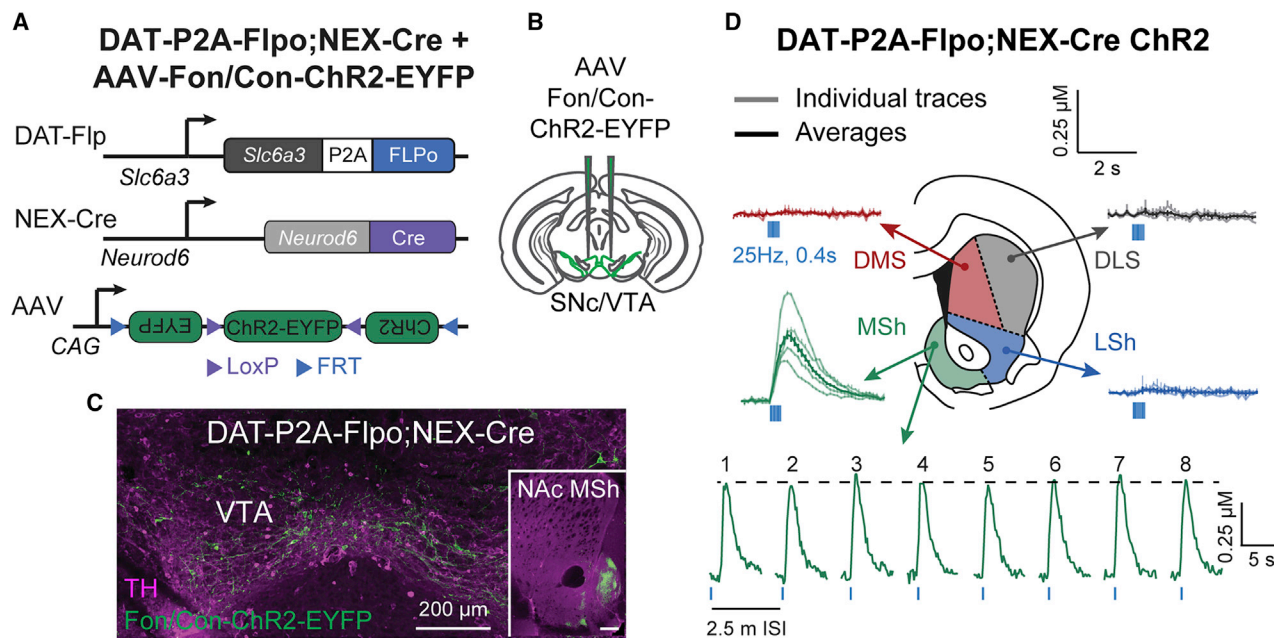 A
DAT-P2A-Flpo;NEX-Cre +
AAV-Fon/Con-ChR2-EYFP
DAT-Flp
Slc6a3
Slc6a3 P2A FLPo
NEX-Cre
Neurod6
Neurod6 Cre
AAV
CAG
EYFP ChR2-EYFP ChR2
LoxP FRT
B
AAV
Fon/Con-
ChR2-EYFP
SNc/VTA
C
DAT-P2A-Flpo;NEX-Cre
VTA
NAc MSh
TH
Fon/Con-ChR2-EYFP
200 µm
D
DAT-P2A-Flpo;NEX-Cre ChR2
Individual traces
Averages
0.25 µM
2 s
25Hz, 0.4s
DMS
DLS
MSh
LSh
1 2 3 4 5 6 7 8
0.25 µM
5 s
2.5 m ISI